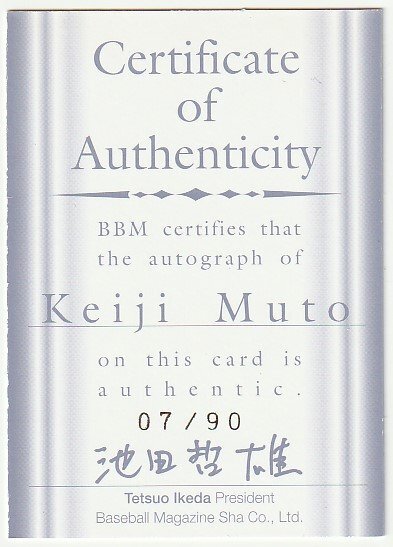 Certificate
of
Authenticity
BBM certifies that
the autograph of
Keiji Muto
on this card is
authentic.
07/90
池田哲雄
Tetsuo Ikeda President
Baseball Magazine Sha Co., Ltd.